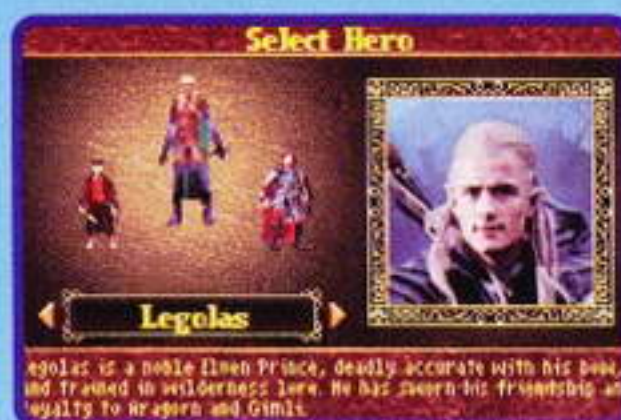 Select Hero
Legolas
egolas is a noble Elven Prince, deadly accurate with his bow,
and trained in wilderness lore. He has sworn his friendship an
oyalty to Aragorn and Gimli.